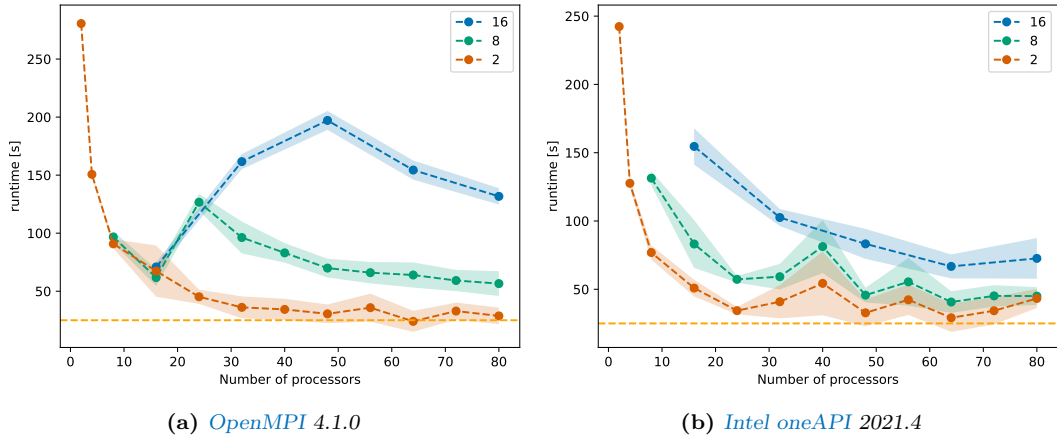 16
8
2
250
200
150
100
50
runtime [s]
0 10 20 30 40 50 60 70 80
Number of processors
(a) OpenMPI 4.1.0
16
8
2
250
200
150
100
50
runtime [s]
0 10 20 30 40 50 60 70 80
Number of processors
(b) Intel oneAPI 2021.4